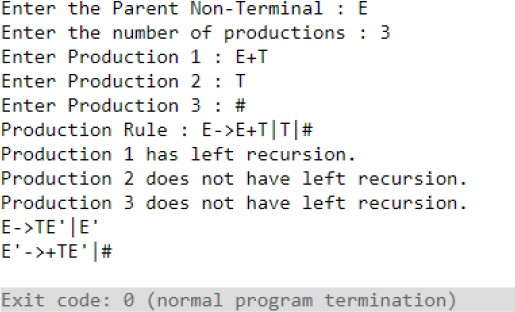 Enter the Parent Non-Terminal : E
Enter the number of productions : 3
Enter Production 1 : E+T
Enter Production 2 : T
Enter Production 3 : #
Production Rule : E->E+T|T|#
Production 1 has left recursion.
Production 2 does not have left recursion.
Production 3 does not have left recursion.
E->TE'|E'
E'->+TE'|#
Exit code: 0 (normal program termination)